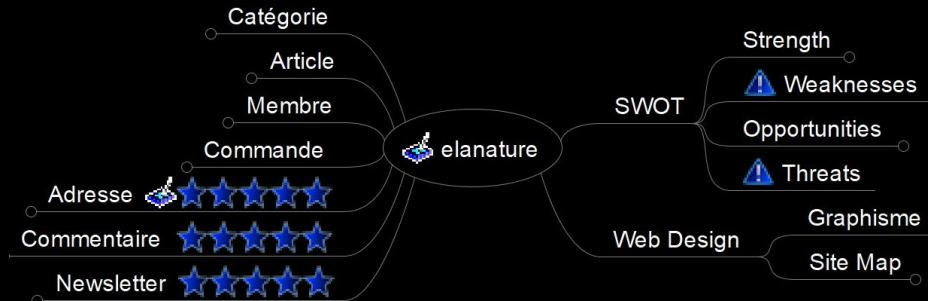 Catégorie
Article
Membre
Commande
Adresse
Commentaire
Newsletter
elanature
SWOT
Strength
Weaknesses
Opportunities
Threats
Web Design
Graphisme
Site Map